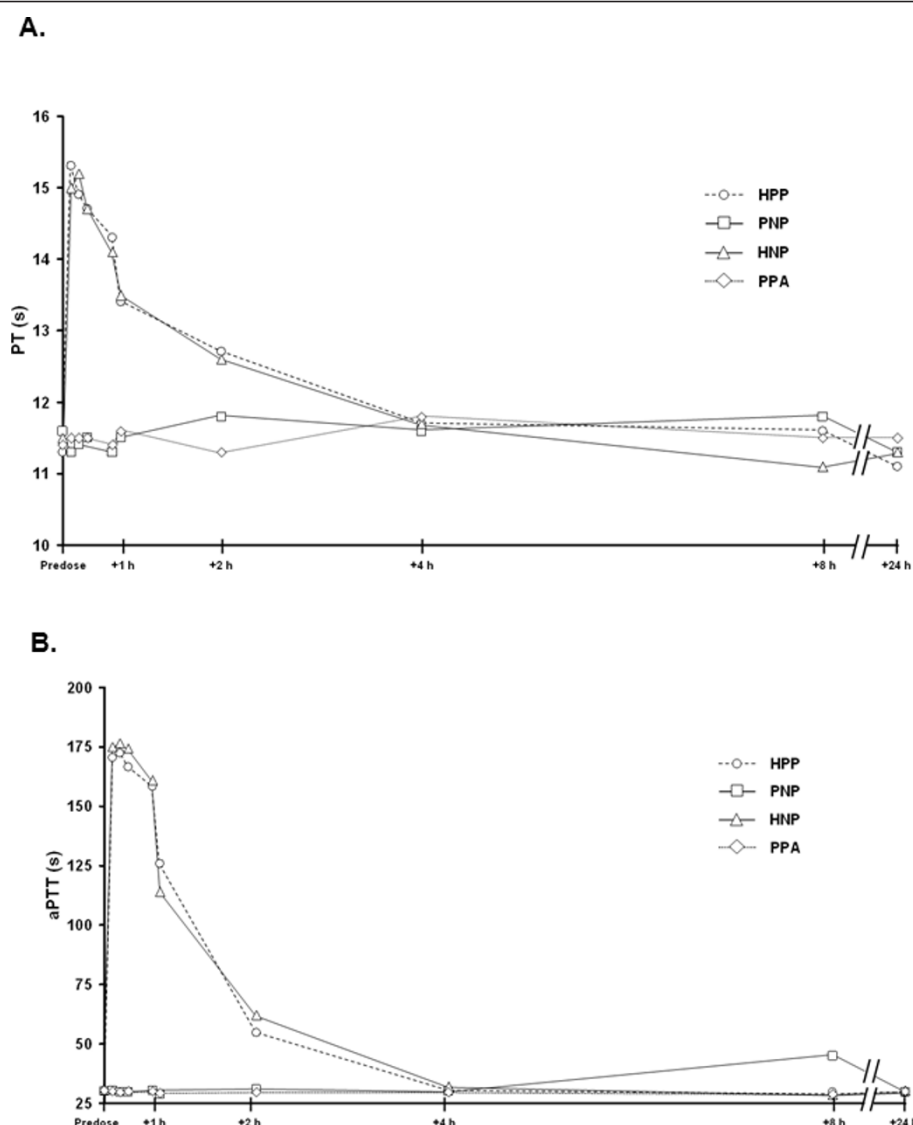 A.
16
15
14
13
12
11
10
PT (s)
HPP
PNP
HNP
PPA
Predose +1 h +2 h +4 h +8 h +24 h
B.
200
175
150
125
100
75
50
25
aPTT (s)
HPP
PNP
HNP
PPA
Predose +1 h +2 h +4 h +8 h +24